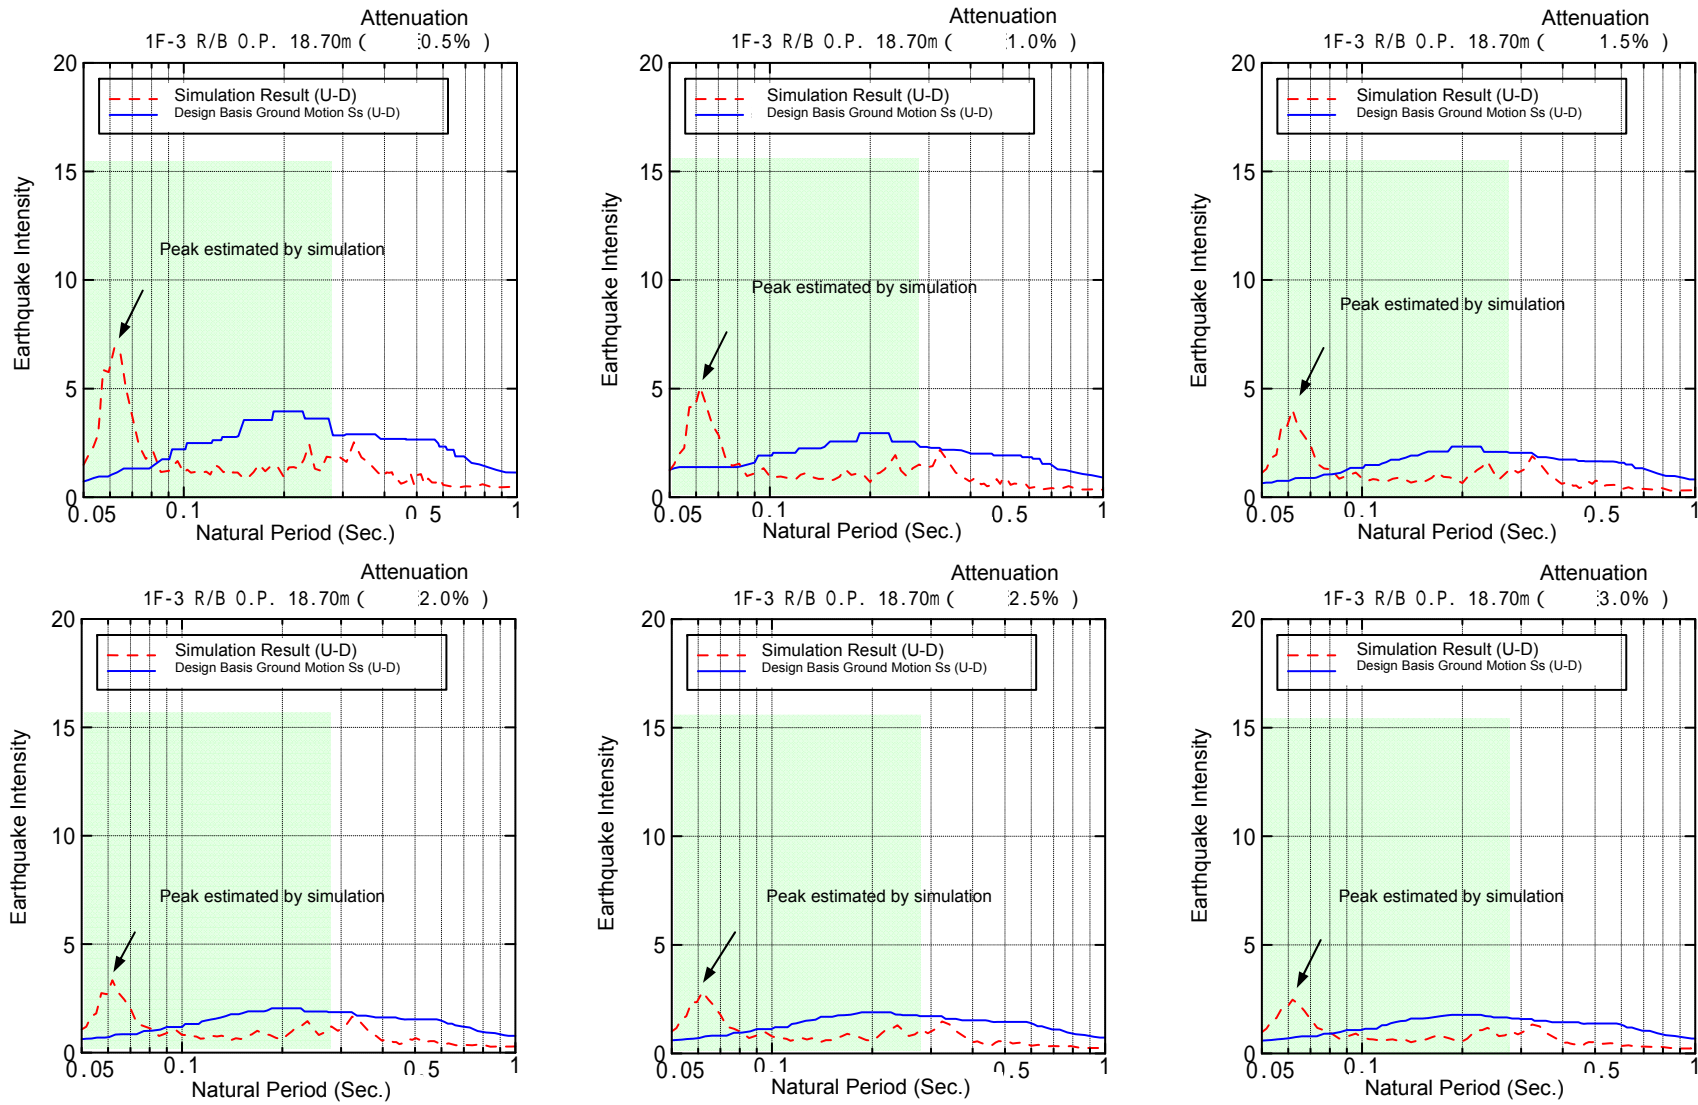 Attenuation
1F-3 R/B O.P. 18.70m ( 0.5% )
20
Simulation Result (U-D)
Design Basis Ground Motion Ss (U-D)
15
Peak estimated by simulation
10
5
0
Earthquake Intensity
0.05 0.1 0.5 1
Natural Period (Sec.)
Attenuation
1F-3 R/B O.P. 18.70m ( 1.0% )
20
Simulation Result (U-D)
Design Basis Ground Motion Ss (U-D)
15
10
Peak estimated by simulation
5
0
Earthquake Intensity
0.05 0.1 0.5 1
Natural Period (Sec.)
Attenuation
1F-3 R/B O.P. 18.70m ( 1.5% )
20
Simulation Result (U-D)
Design Basis Ground Motion Ss (U-D)
15
10
Peak estimated by simulation
5
0
Earthquake Intensity
0.05 0.1 0.5 1
Natural Period (Sec.)
Attenuation
1F-3 R/B O.P. 18.70m ( 2.0% )
20
Simulation Result (U-D)
Design Basis Ground Motion Ss (U-D)
15
10
Peak estimated by simulation
5
0
Earthquake Intensity
0.05 0.1 0.5 1
Natural Period (Sec.)
Attenuation
1F-3 R/B O.P. 18.70m ( 2.5% )
20
Simulation Result (U-D)
Design Basis Ground Motion Ss (U-D)
15
10
Peak estimated by simulation
5
0
Earthquake Intensity
0.05 0.1 0.5 1
Natural Period (Sec.)
Attenuation
1F-3 R/B O.P. 18.70m ( 3.0% )
20
Simulation Result (U-D)
Design Basis Ground Motion Ss (U-D)
15
10
Peak estimated by simulation
5
0
Earthquake Intensity
0.05 0.1 0.5 1
Natural Period (Sec.)